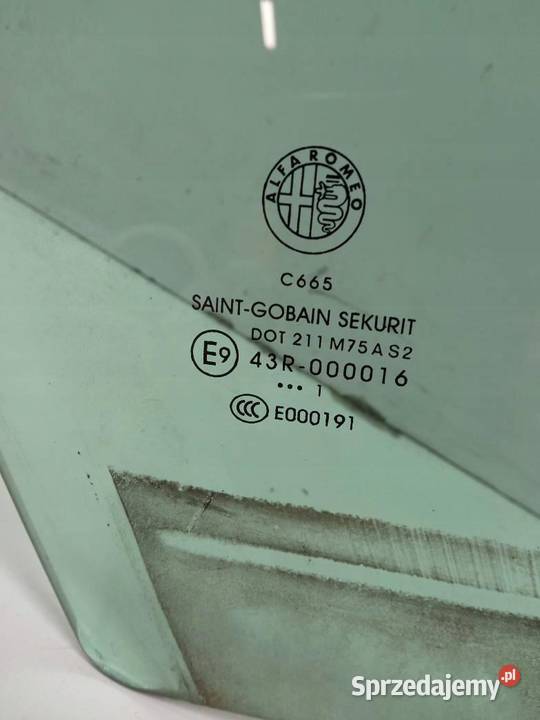 ALFA ROMEO
C665
SAINT-GOBAIN SEKURIT
DOT 211 M75 A S2
E9 43R-000016
... 1
CCC E000191
Sprzedajemy.pl